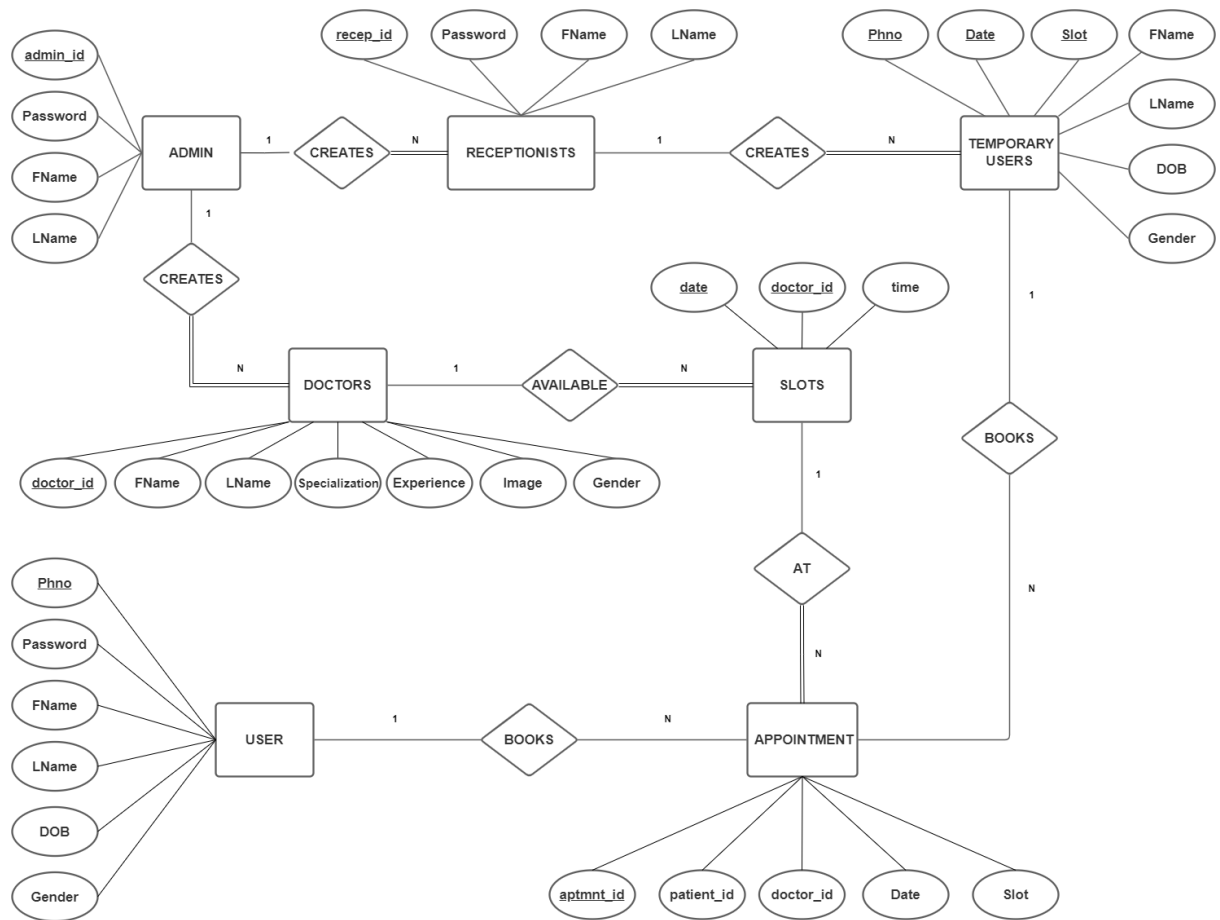 1
recep_id
Password
FName
LName
Phno
Date
Slot
FName
admin_id
Password
FName
LName
ADMIN
1
CREATES
N
RECEPTIONISTS
1
CREATES
N
TEMPORARY
USERS
LName
DOB
Gender
1
CREATES
N
DOCTORS
1
AVAILABLE
N
SLOTS
date
doctor_id
time
doctor_id
FName
LName
Specialization
Experience
Image
Gender
1
BOOKS
N
1
AT
N
Phno
Password
FName
LName
DOB
Gender
USER
1
BOOKS
N
APPOINTMENT
aptmnt_id
patient_id
doctor_id
Date
Slot